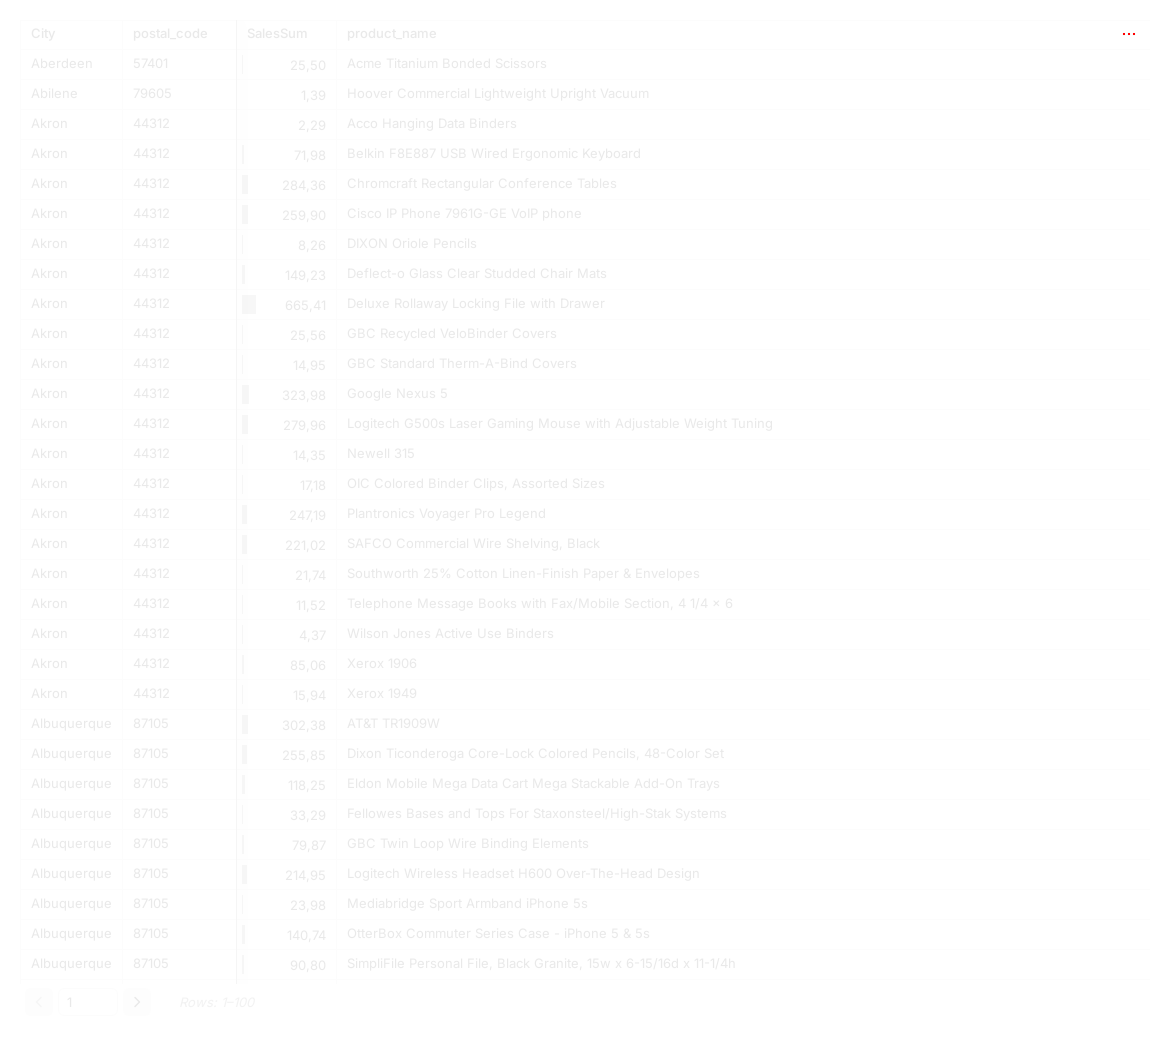 City postal_code SalesSum product_name
Aberdeen 57401 25,50 Acme Titanium Bonded Scissors
Abilene 79605 1,39 Hoover Commercial Lightweight Upright Vacuum
Akron 44312 2,29 Acco Hanging Data Binders
Akron 44312 71,98 Belkin F8E887 USB Wired Ergonomic Keyboard
Akron 44312 284,36 Chromcraft Rectangular Conference Tables
Akron 44312 259,90 Cisco IP Phone 7961G-GE VoIP phone
Akron 44312 8,26 DIXON Oriole Pencils
Akron 44312 149,23 Deflect-o Glass Clear Studded Chair Mats
Akron 44312 665,41 Deluxe Rollaway Locking File with Drawer
Akron 44312 25,56 GBC Recycled VeloBinder Covers
Akron 44312 14,95 GBC Standard Therm-A-Bind Covers
Akron 44312 323,98 Google Nexus 5
Akron 44312 279,96 Logitech G500s Laser Gaming Mouse with Adjustable Weight Tuning
Akron 44312 14,35 Newell 315
Akron 44312 17,18 OIC Colored Binder Clips, Assorted Sizes
Akron 44312 247,19 Plantronics Voyager Pro Legend
Akron 44312 221,02 SAFCO Commercial Wire Shelving, Black
Akron 44312 21,74 Southworth 25% Cotton Linen-Finish Paper & Envelopes
Akron 44312 11,52 Telephone Message Books with Fax/Mobile Section, 4 1/4 × 6
Akron 44312 4,37 Wilson Jones Active Use Binders
Akron 44312 85,06 Xerox 1906
Akron 44312 15,94 Xerox 1949
Albuquerque 87105 302,38 AT&T TR1909W
Albuquerque 87105 255,85 Dixon Ticonderoga Core-Lock Colored Pencils, 48-Color Set
Albuquerque 87105 118,25 Eldon Mobile Mega Data Cart Mega Stackable Add-On Trays
Albuquerque 87105 33,29 Fellowes Bases and Tops For Staxonsteel/High-Stak Systems
Albuquerque 87105 79,87 GBC Twin Loop Wire Binding Elements
Albuquerque 87105 214,95 Logitech Wireless Headset H600 Over-The-Head Design
Albuquerque 87105 23,98 Mediabridge Sport Armband iPhone 5s
Albuquerque 87105 140,74 OtterBox Commuter Series Case - iPhone 5 & 5s
Albuquerque 87105 90,80 SimpliFile Personal File, Black Granite, 15w x 6-15/16d x 11-1/4h
1 Rows: 1–100